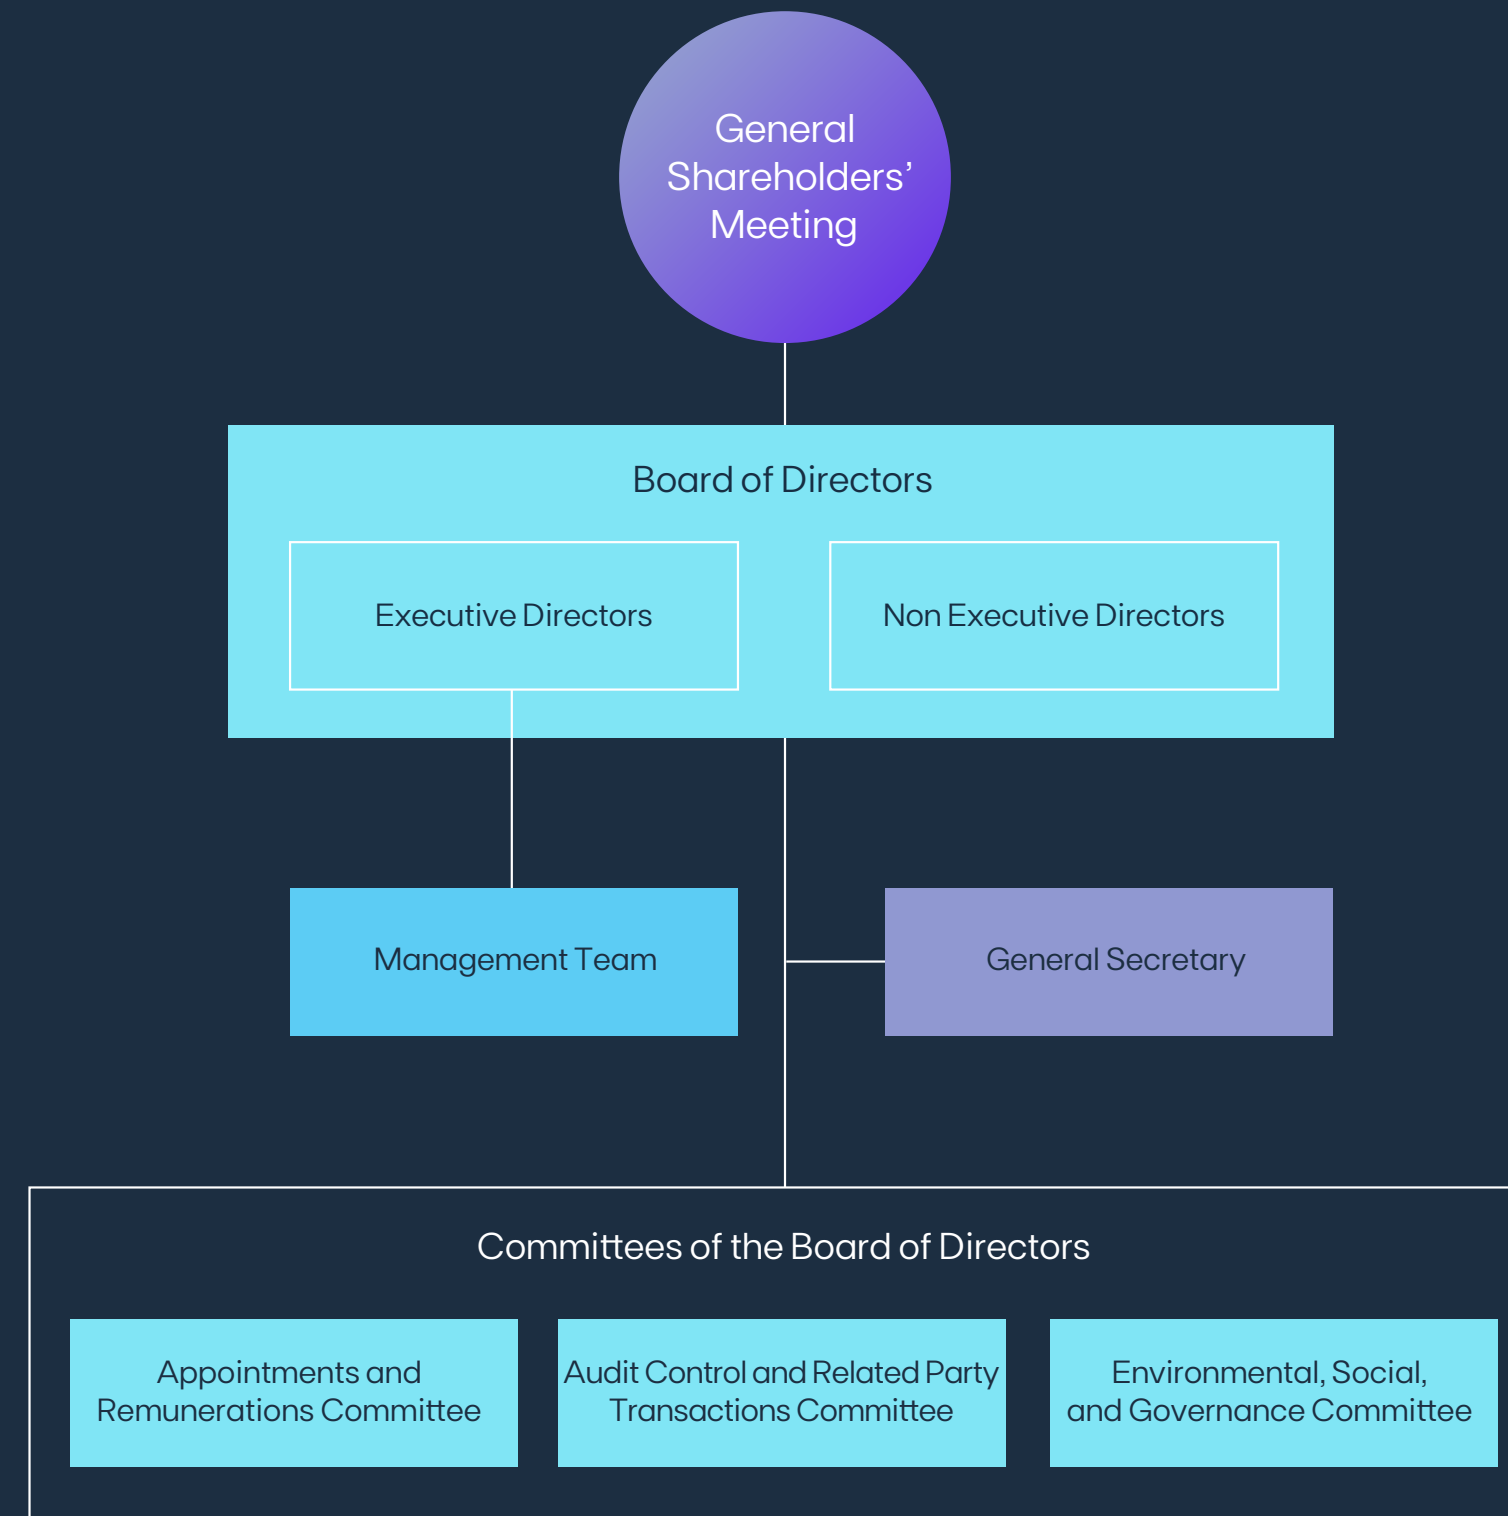 General
Shareholders’
Meeting
Board of Directors
Executive Directors
Non Executive Directors
Management Team
General Secretary
Committees of the Board of Directors
Appointments and
Remunerations Committee
Audit Control and Related Party
Transactions Committee
Environmental, Social,
and Governance Committee